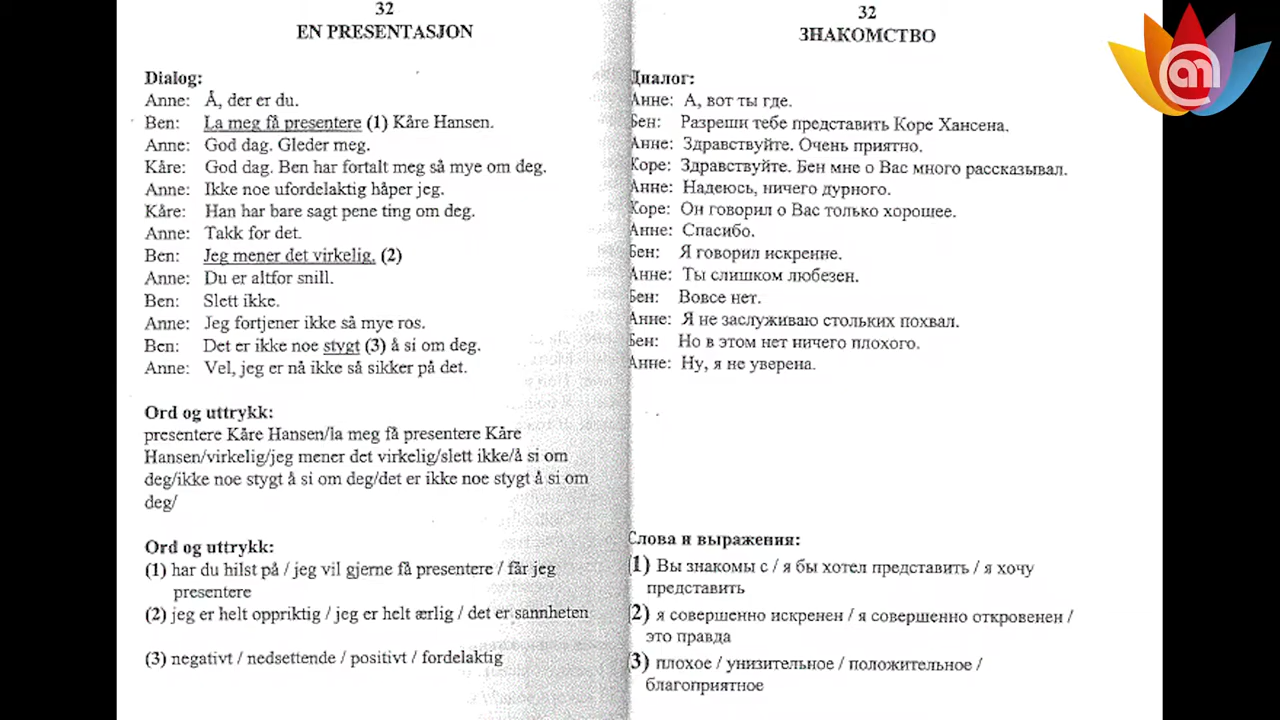 32
EN PRESENTASJON
Dialog:
Anne: Å, der er du.
Ben: La meg få presentere (1) Kåre Hansen.
Anne: God dag. Gleder meg.
Kåre: God dag. Ben har fortalt meg så mye om deg.
Anne: Ikke noe ufordelaktig håper jeg.
Kåre: Han har bare sagt pene ting om deg.
Anne: Takk for det.
Ben: Jeg mener det virkelig. (2)
Anne: Du er altfor snill.
Ben: Slett ikke.
Anne: Jeg fortjener ikke så mye ros.
Ben: Det er ikke noe stygt (3) å si om deg.
Anne: Vel, jeg er nå ikke så sikker på det.
Ord og uttrykk:
presentere Kåre Hansen/la meg få presentere Kåre
Hansen/virkelig/jeg mener det virkelig/slett ikke/å si om
deg/ikke noe stygt å si om deg/det er ikke noe stygt å si om
deg/
Ord og uttrykk:
(1) har du hilst på / jeg vil gjerne få presentere / får jeg
presentere
(2) jeg er helt oppriktig / jeg er helt ærlig / det er sannheten
(3) negativt / nedsettende / positivt / fordelaktig
32
ЗНАКОМСТВО
Диалог:
Анне: А, вот ты где.
Бен: Разреши тебе представить Коре Хансена.
Анне: Здравствуйте. Очень приятно.
Коре: Здравствуйте. Бен мне о Вас много рассказывал.
Анне: Надеюсь, ничего дурного.
Коре: Он говорил о Вас только хорошее.
Анне: Спасибо.
Бен: Я говорил искренне.
Анне: Ты слишком любезен.
Бен: Вовсе нет.
Анне: Я не заслуживаю стольких похвал.
Бен: Но в этом нет ничего плохого.
Анне: Ну, я не уверена.
Слова и выражения:
(1) Вы знакомы с / я бы хотел представить / я хочу
представить
(2) я совершенно искренен / я совершенно откровенен /
это правда
(3) плохое / унизительное / положительное /
благоприятное